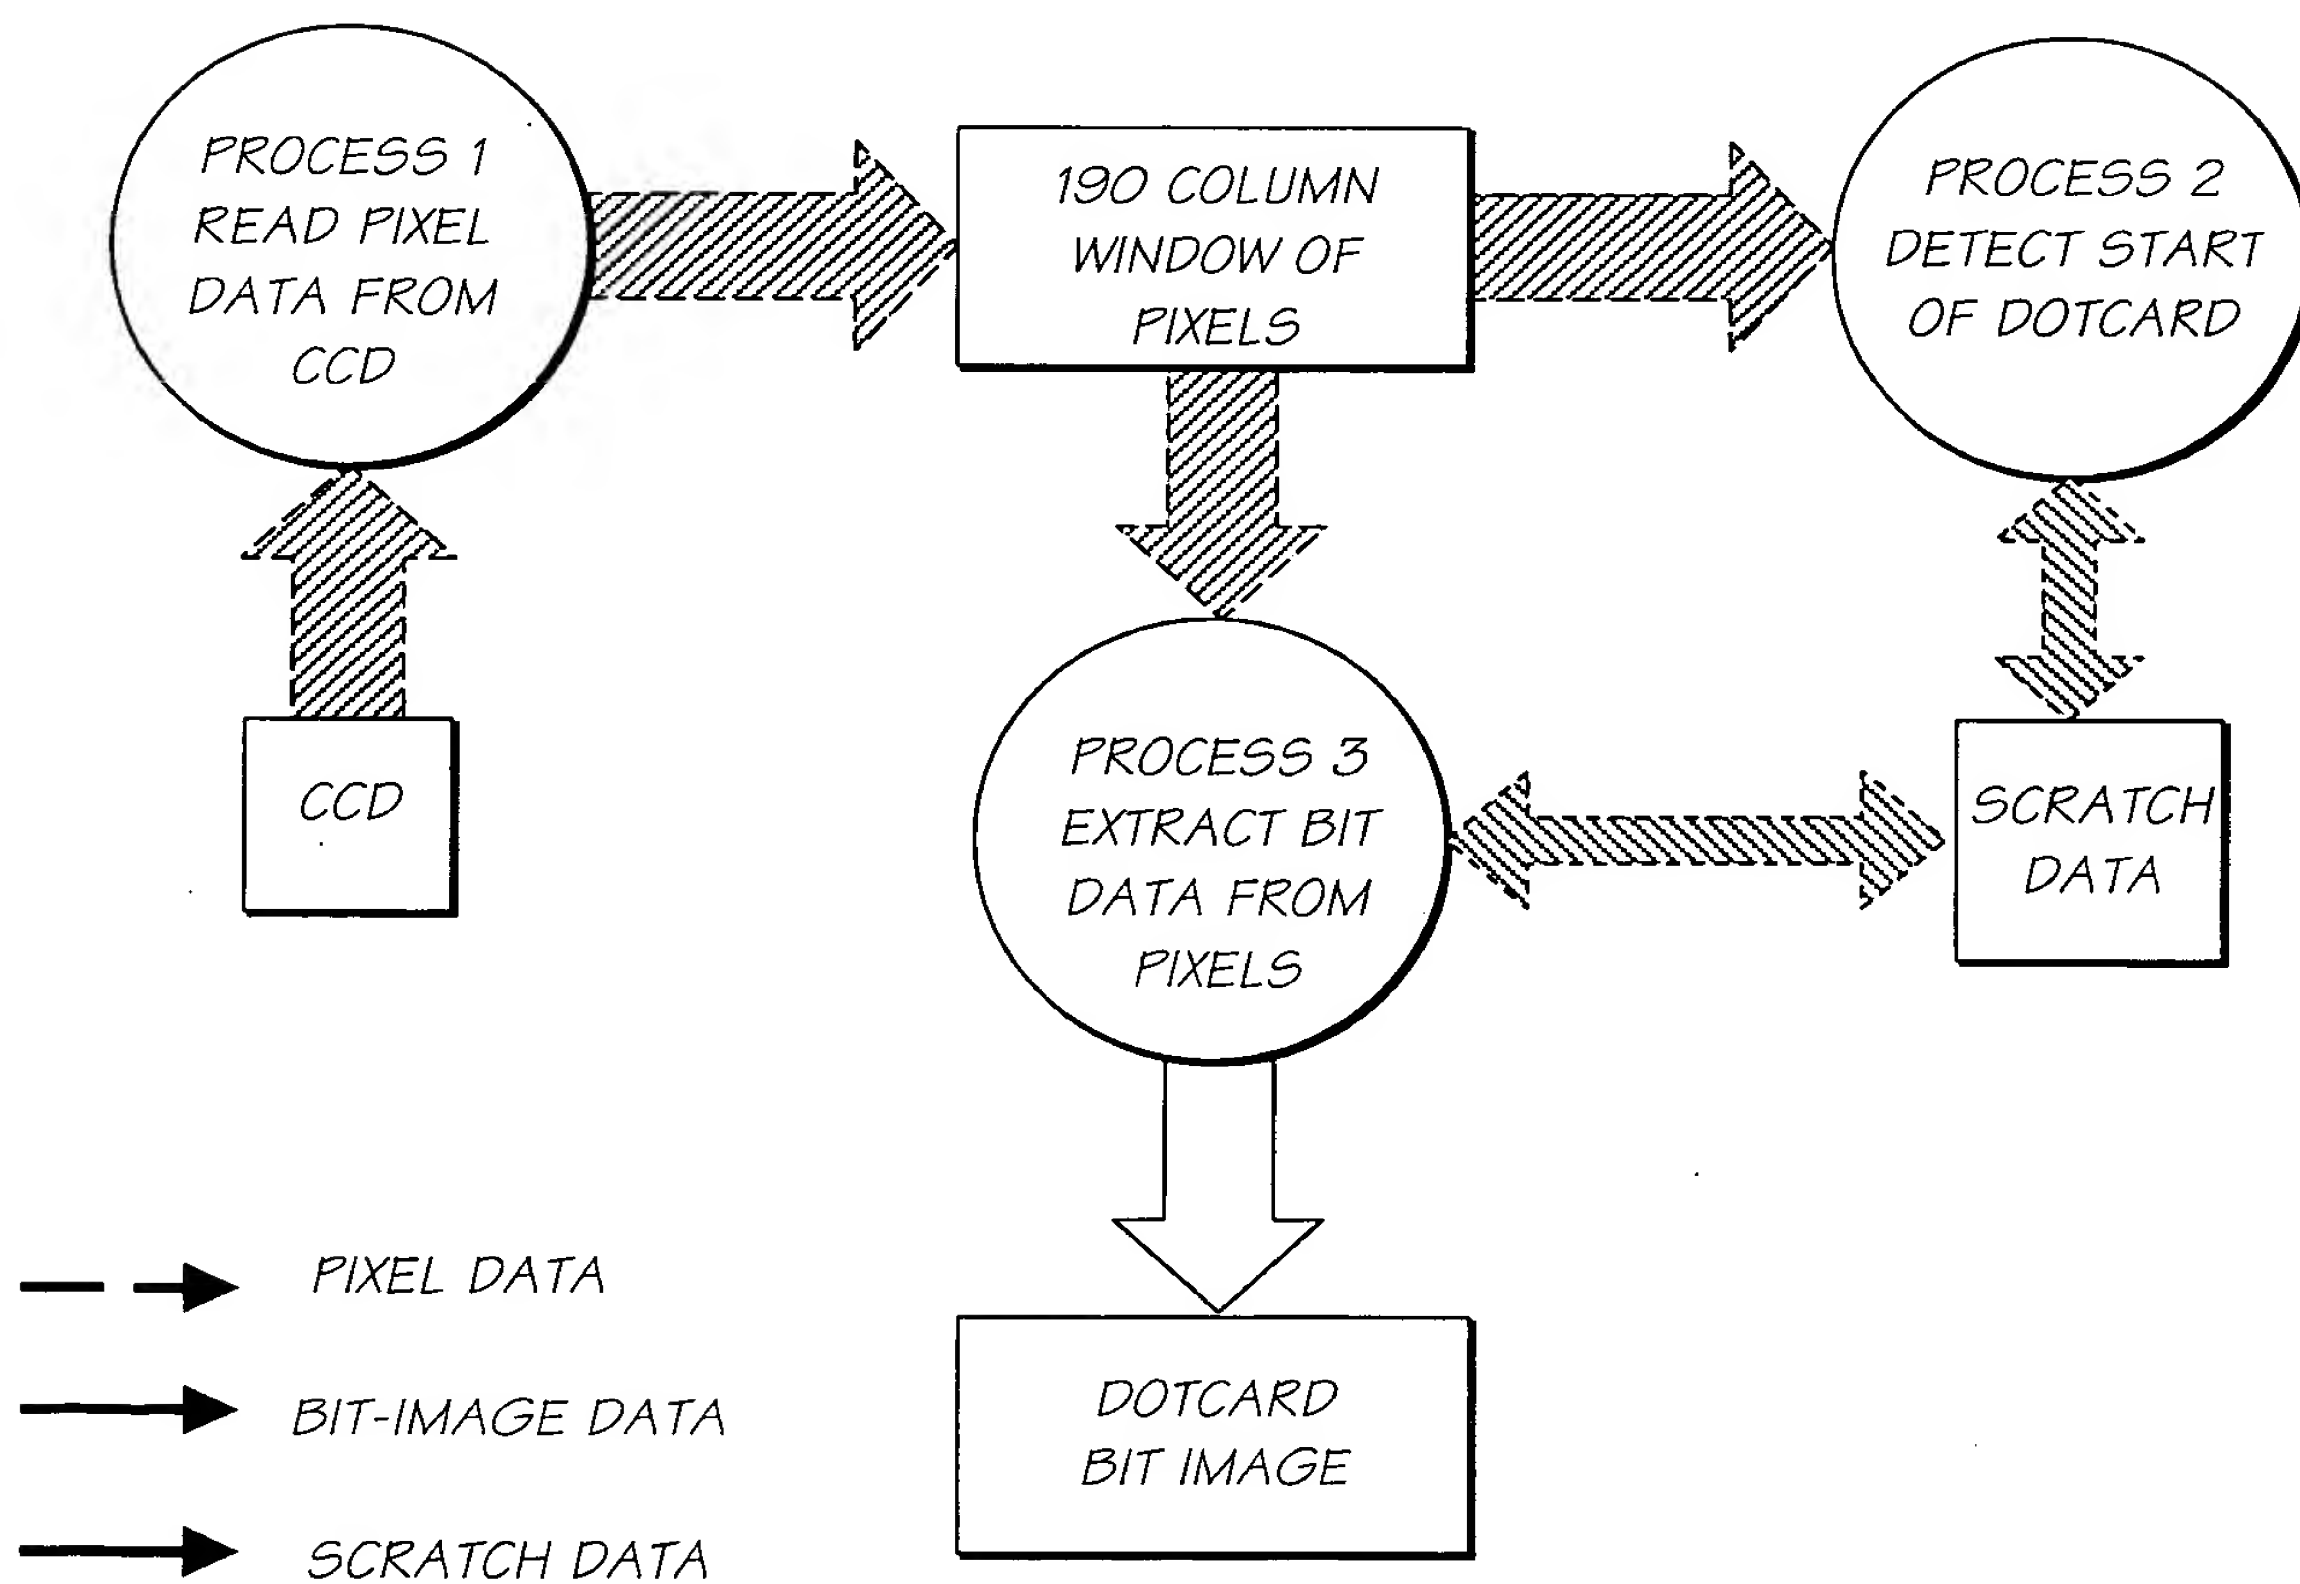 PROCESS 1
READ PIXEL
DATA FROM
CCD
190 COLUMN
WINDOW OF
PIXELS
PROCESS 2
DETECT START
OF DOTCARD
CCD
PROCESS 3
EXTRACT BIT
DATA FROM
PIXELS
SCRATCH
DATA
DOTCARD
BIT IMAGE
PIXEL DATA
BIT-IMAGE DATA
SCRATCH DATA